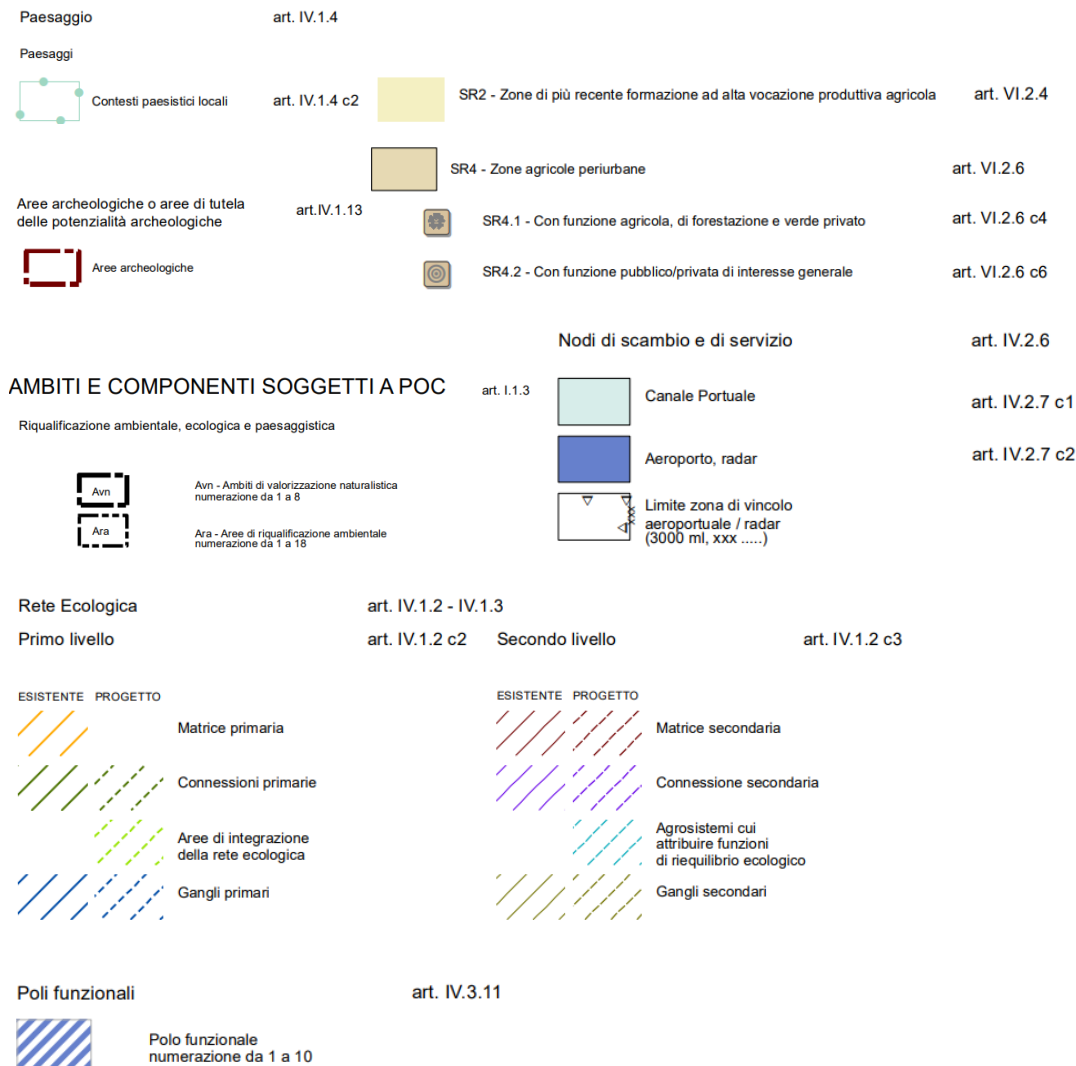 Paesaggio art. IV.1.4
Paesaggi
Contesti paesistici locali art. IV.1.4 c2
SR2 - Zone di più recente formazione ad alta vocazione produttiva agricola art. VI.2.4
SR4 - Zone agricole periurbane art. VI.2.6
Aree archeologiche o aree di tutela
delle potenzialità archeologiche art.IV.1.13
SR4.1 - Con funzione agricola, di forestazione e verde privato art. VI.2.6 c4
Aree archeologiche
SR4.2 - Con funzione pubblico/privata di interesse generale art. VI.2.6 c6
Nodi di scambio e di servizio art. IV.2.6
AMBITI E COMPONENTI SOGGETTI A POC art. I.1.3
Canale Portuale art. IV.2.7 c1
Riqualificazione ambientale, ecologica e paesaggistica
Aeroporto, radar art. IV.2.7 c2
Avn
Avn - Ambiti di valorizzazione naturalistica
numerazione da 1 a 8
xxx
Limite zona di vincolo
aeroportuale / radar
(3000 ml, xxx .....)
Ara
Ara - Aree di riqualificazione ambientale
numerazione da 1 a 18
Rete Ecologica art. IV.1.2 - IV.1.3
Primo livello art. IV.1.2 c2
Secondo livello art. IV.1.2 c3
ESISTENTE PROGETTO
Matrice primaria
Connessioni primarie
Aree di integrazione
della rete ecologica
Gangli primari
ESISTENTE PROGETTO
Matrice secondaria
Connessione secondaria
Agrosistemi cui
attribuire funzioni
di riequilibrio ecologico
Gangli secondari
Poli funzionali art. IV.3.11
Polo funzionale
numerazione da 1 a 10